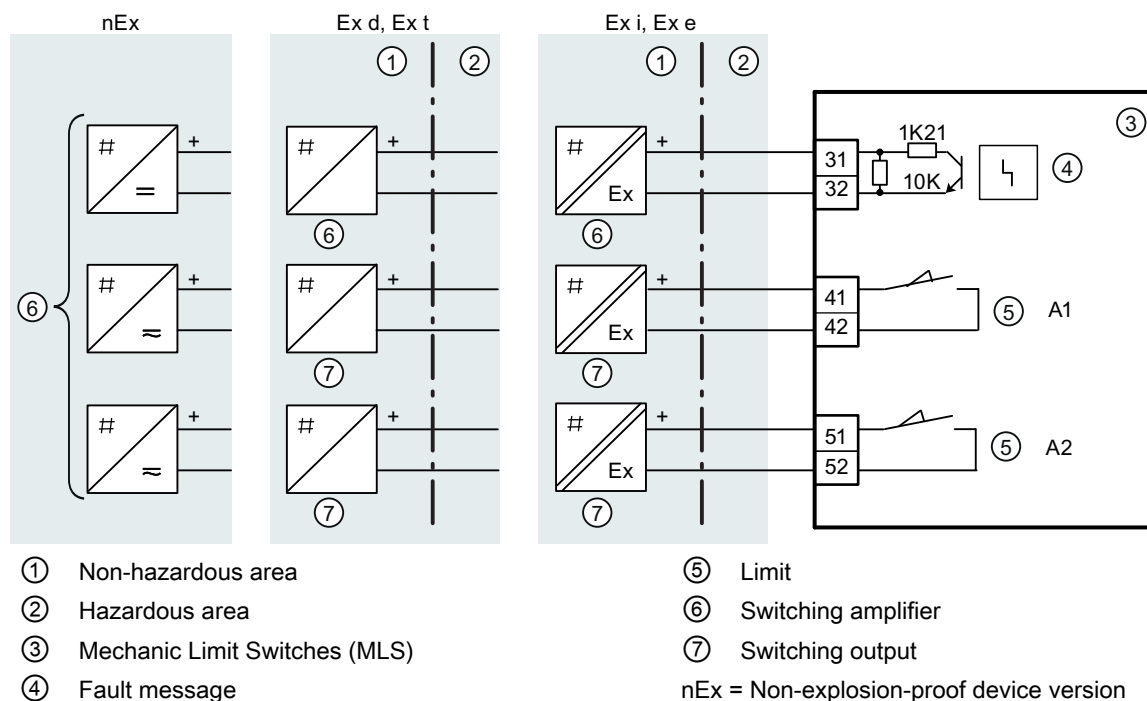 nEx Ex d, Ex t Ex i, Ex e
① ② ① ②
③
# = + # + # Ex + 31 32 1K21 10K ④
⑥ ⑥
⑥ # ≂ + # + # Ex + 41 42 ⑤ A1
⑦ ⑦
# ≂ + # + # Ex + 51 52 ⑤ A2
⑦ ⑦
① Non-hazardous area
② Hazardous area
③ Mechanic Limit Switches (MLS)
④ Fault message
⑤ Limit
⑥ Switching amplifier
⑦ Switching output
nEx = Non-explosion-proof device version